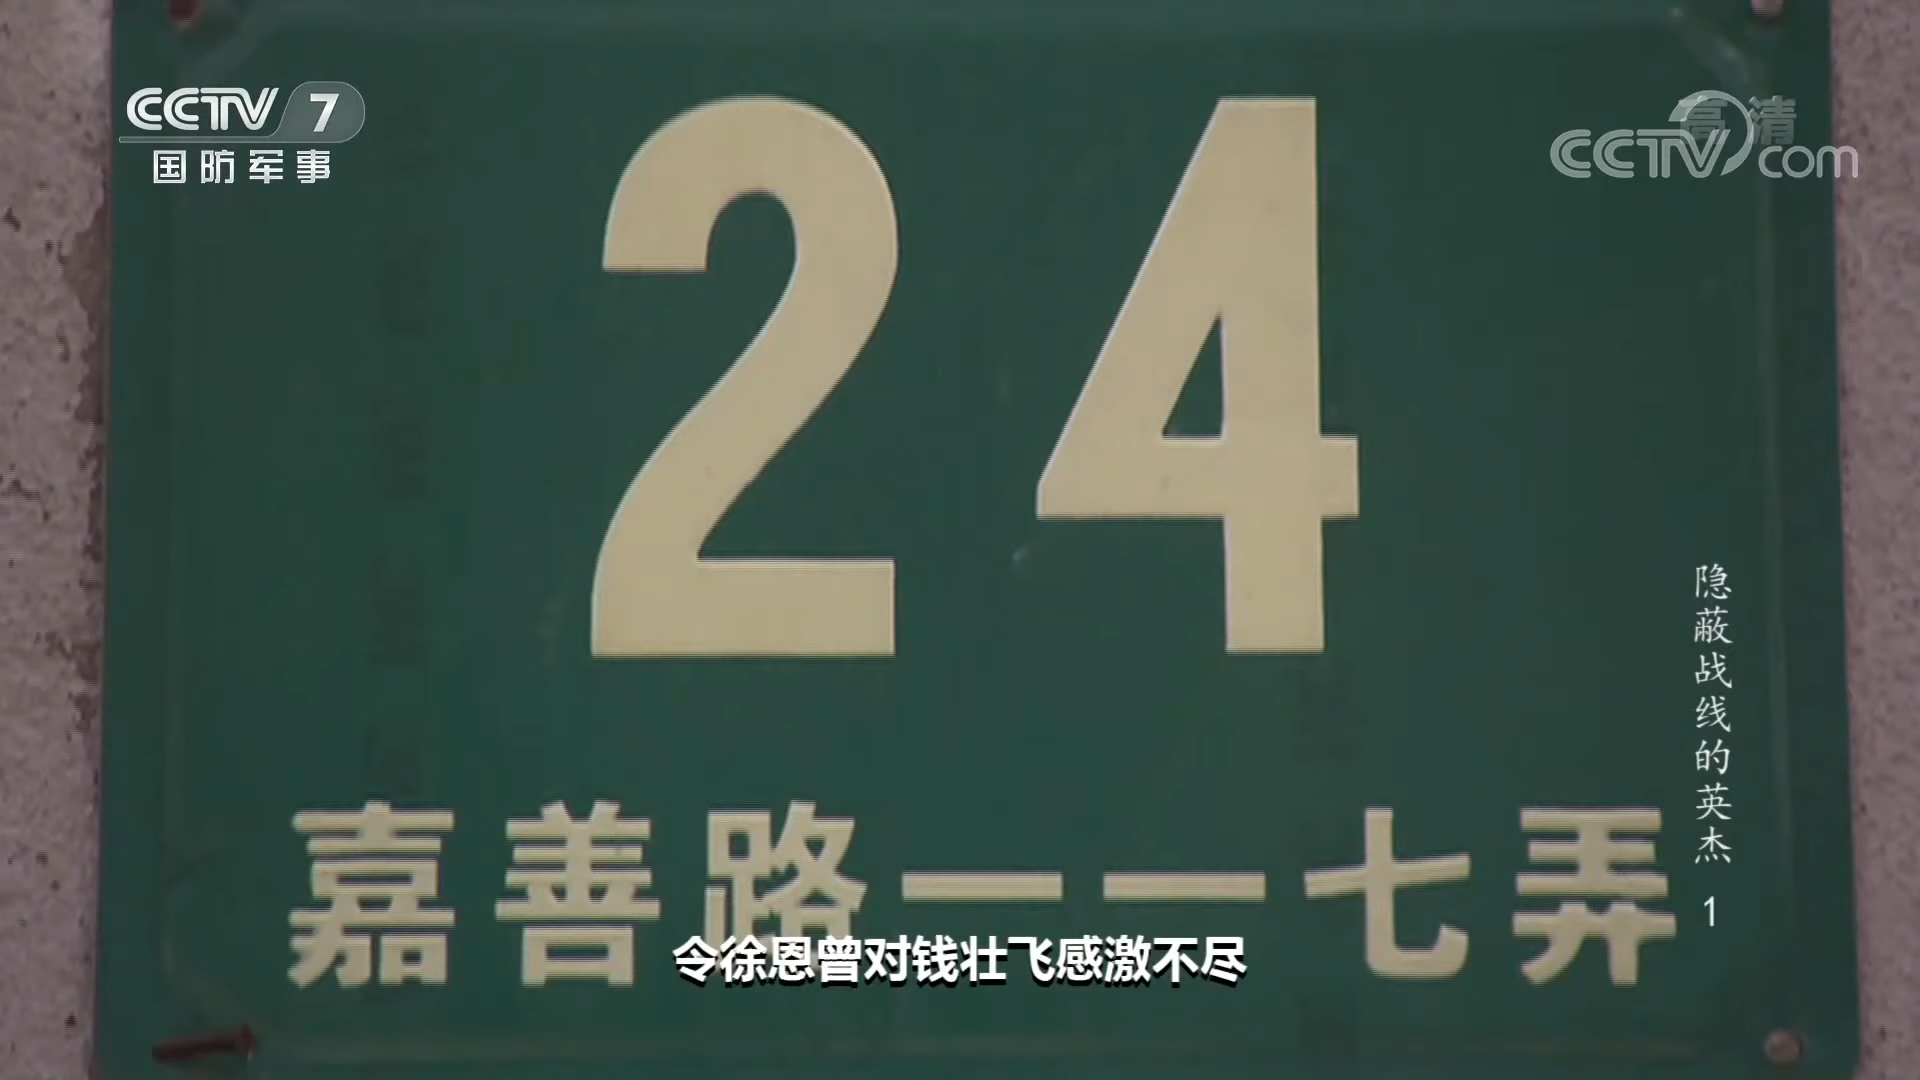 CCTV 7
国防军事
高清
CCTV.com
24
嘉善路一一七弄
隐蔽战线的英杰 1
令徐恩曾对钱壮飞感激不尽